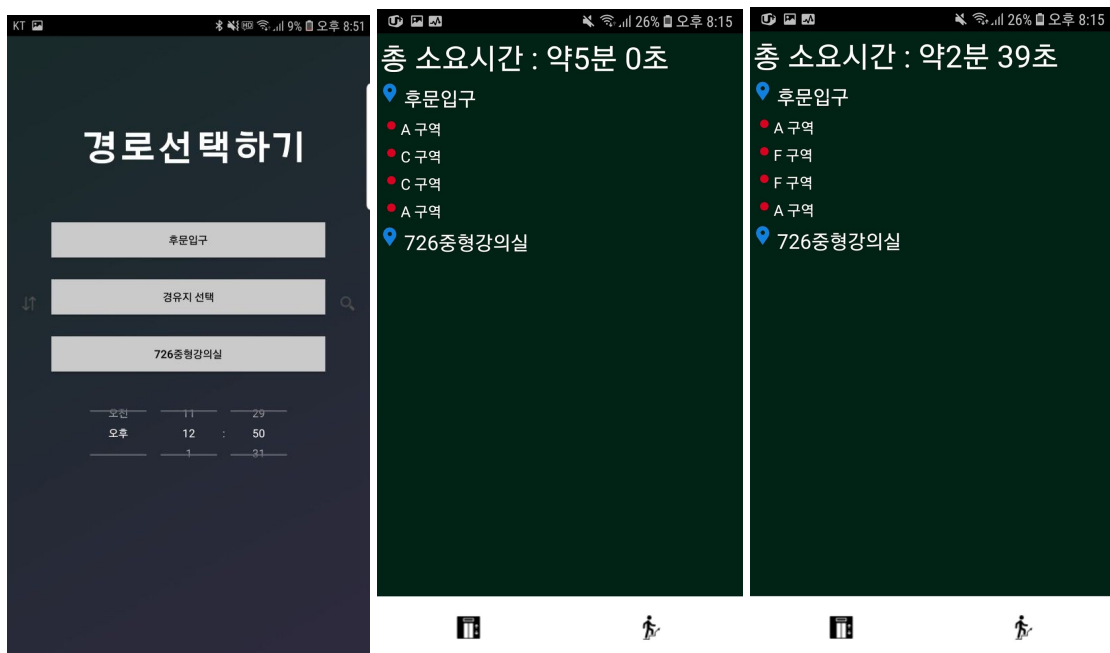 KT HD 9% 오후 8:51
경로선택하기
후문입구
경유지 선택
726중형강의실
오전 11 29
오후 12 : 50
1 31
26% 오후 8:15
총 소요시간 : 약5분 0초
후문입구
A 구역
C 구역
C 구역
A 구역
726중형강의실
26% 오후 8:15
총 소요시간 : 약2분 39초
후문입구
A 구역
F 구역
F 구역
A 구역
726중형강의실